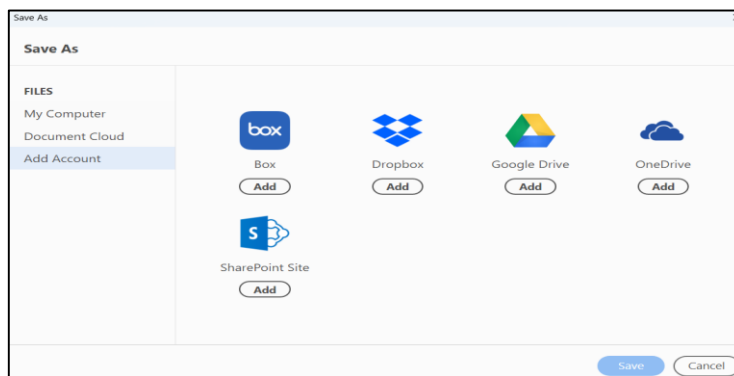 Save As
Save As
FILES
My Computer
Document Cloud
Add Account
box
Box
Dropbox
Google Drive
OneDrive
Add
Add
Add
Add
S
SharePoint Site
Add
Save
Cancel